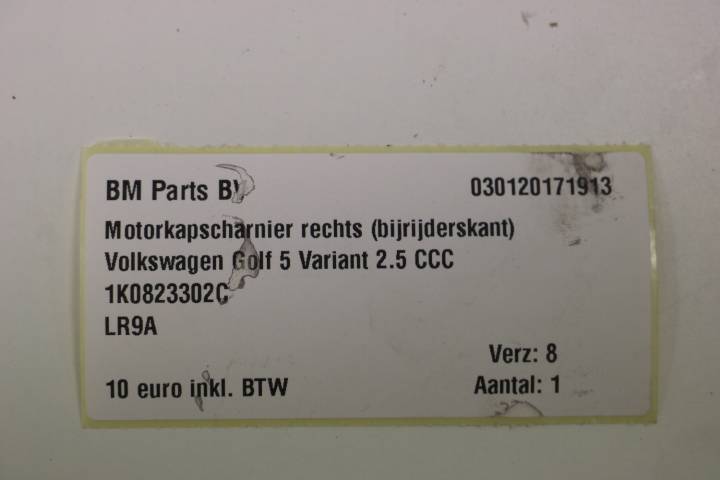 BM Parts BV
030120171913
Motorkapscharnier rechts (bijrijderskant)
Volkswagen Golf 5 Variant 2.5 CCC
1K0823302C
LR9A
Verz: 8
10 euro inkl. BTW
Aantal: 1